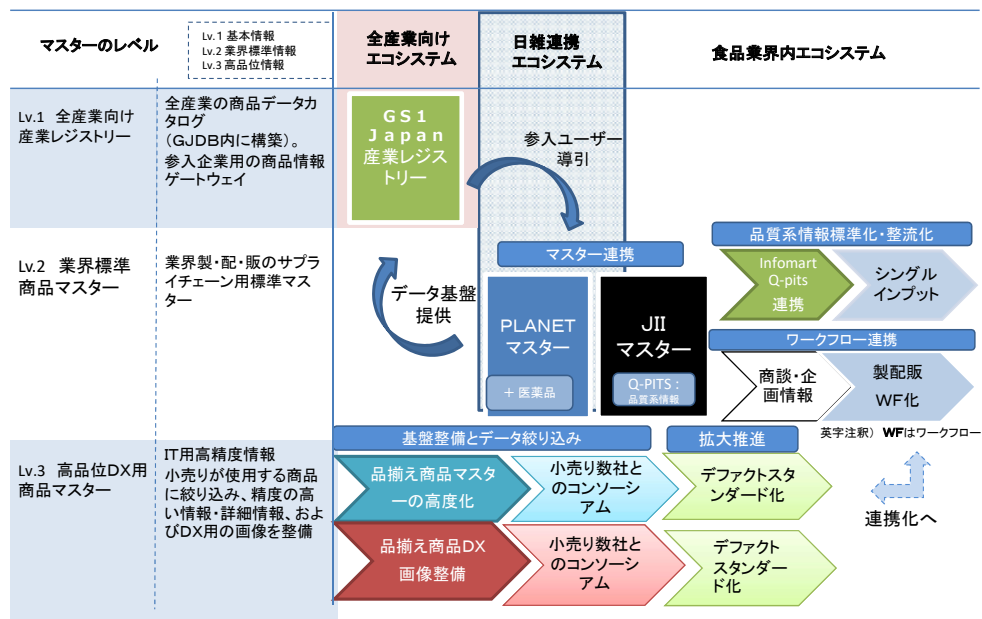 マスターのレベル
Lv.1 基本情報
Lv.2 業界標準情報
Lv.3 高品位情報
全産業向け
エコシステム
日雑連携
エコシステム
食品業界内エコシステム
Lv.1 全産業向け
産業レジストリー
全産業の商品データカ
タログ
（GJDB内に構築）。
参入企業用の商品情報
ゲートウェイ
GS1
Japan
産業レジス
トリー
参入ユーザー
導引
Lv.2 業界標準
商品マスター
業界製・配・販のサプラ
イチェーン用標準マス
ター
データ基盤
提供
マスター連携
PLANET
マスター
＋医薬品
JII
マスター
Q-PITS：
品質系情報
品質系情報標準化・整流化
Infomart
Q-pits
連携
シングル
インプット
ワークフロー連携
商談・企
画情報
製配販
WF化
英字注釈） WFはワークフロー
連携化へ
Lv.3 高品位DX用
商品マスター
IT用高精度情報
小売りが使用する商品
に絞り込み、精度の高
い情報・詳細情報、およ
びDX用の画像を整備
基盤整備とデータ絞り込み
拡大推進
品揃え商品マスタ
ーの高度化
小売り数社と
のコンソーシ
アム
デファクトスタ
ンダード化
品揃え商品DX
画像整備
小売り数社と
のコンソーシ
アム
デファクト
スタンダー
ド化